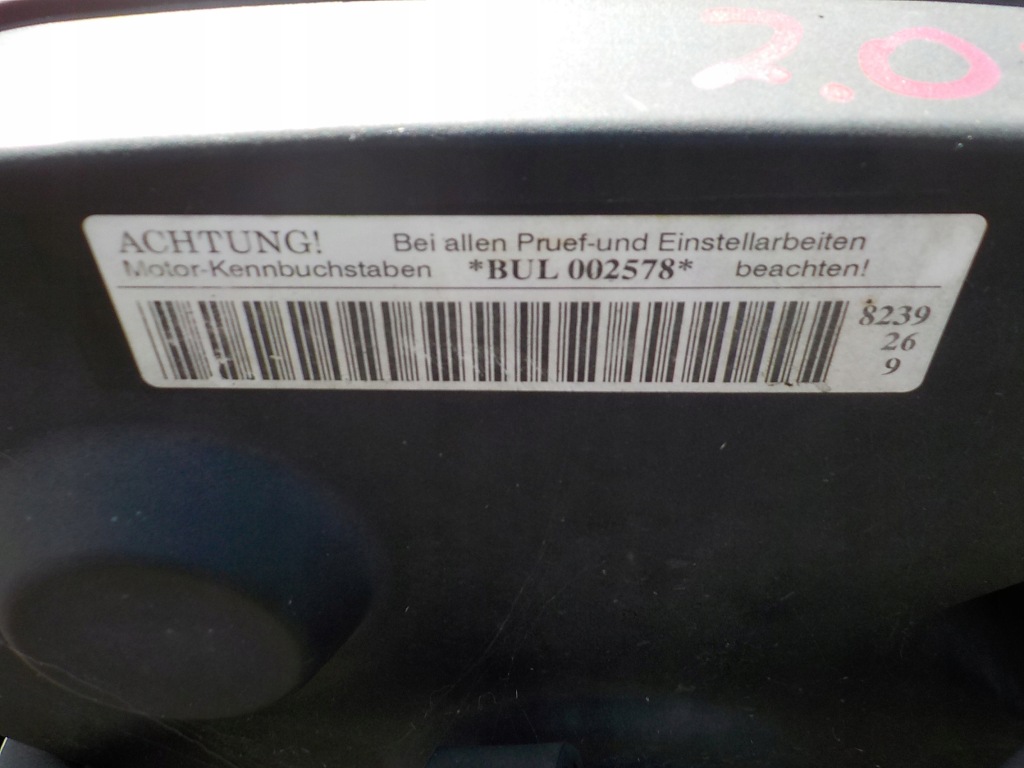 2.0
ACHTUNG! Bei allen Pruef-und Einstellarbeiten
Motor-Kennbuchstaben *BUL 002578* beachten!
8239
26
9